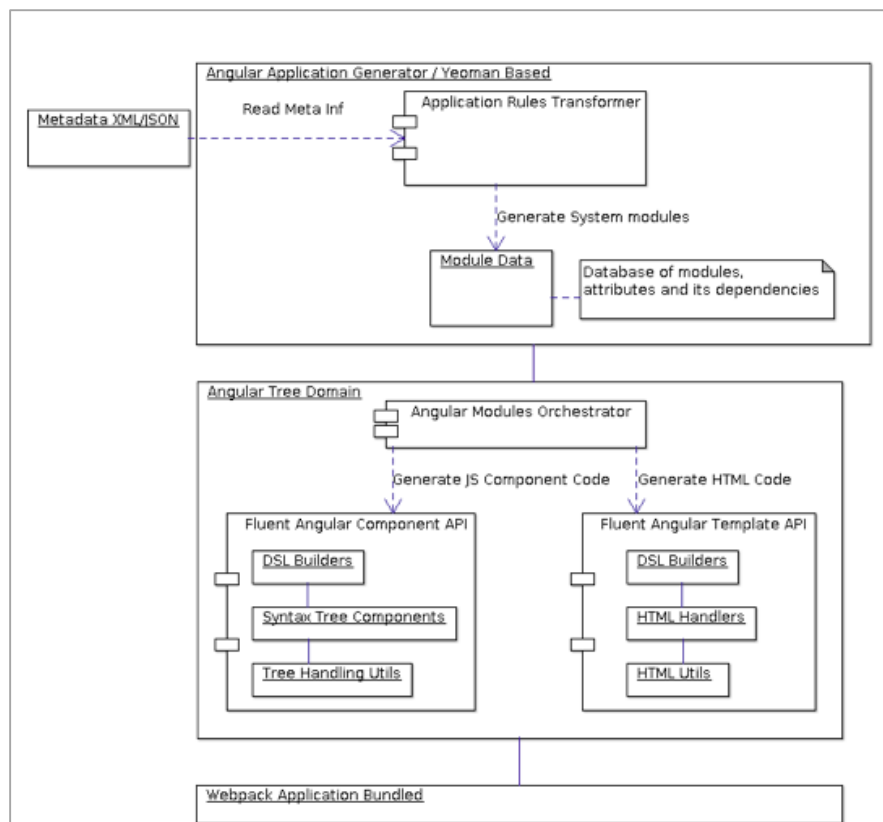 Angular Application Generator / Yeoman Based
Read Meta Inf
Application Rules Transformer
Metadata XML/JSON
Generate System modules
Module Data
Database of modules,
attributes and its dependencies
Angular Tree Domain
Angular Modules Orchestrator
Generate JS Component Code
Generate HTML Code
Fluent Angular Component API
DSL Builders
Syntax Tree Components
Tree Handling Utils
Fluent Angular Template API
DSL Builders
HTML Handlers
HTML Utils
Webpack Application Bundled